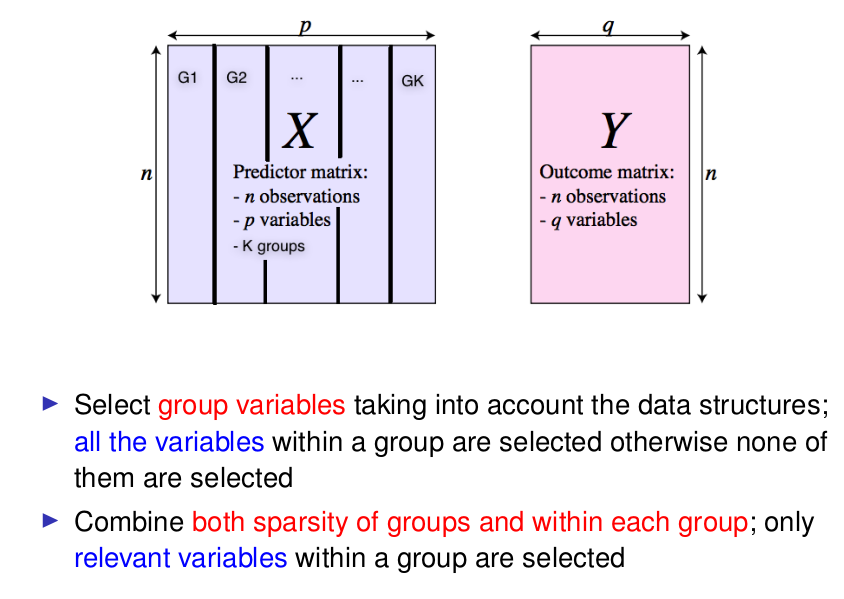 p
q
G1 G2 ... ... GK
X
Y
n
n
Predictor matrix:
- n observations
- p variables
- K groups
Outcome matrix:
- n observations
- q variables
Select group variables taking into account the data structures;
all the variables within a group are selected otherwise none of
them are selected
Combine both sparsity of groups and within each group; only
relevant variables within a group are selected